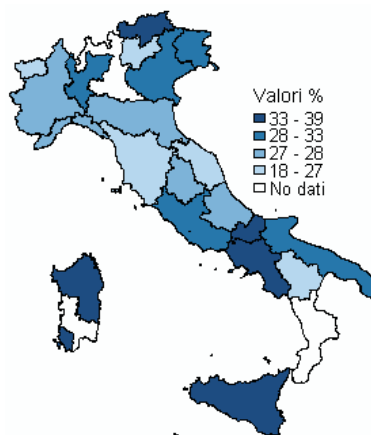 Valori %
33 - 39
28 - 33
27 - 28
18 - 27
No dati